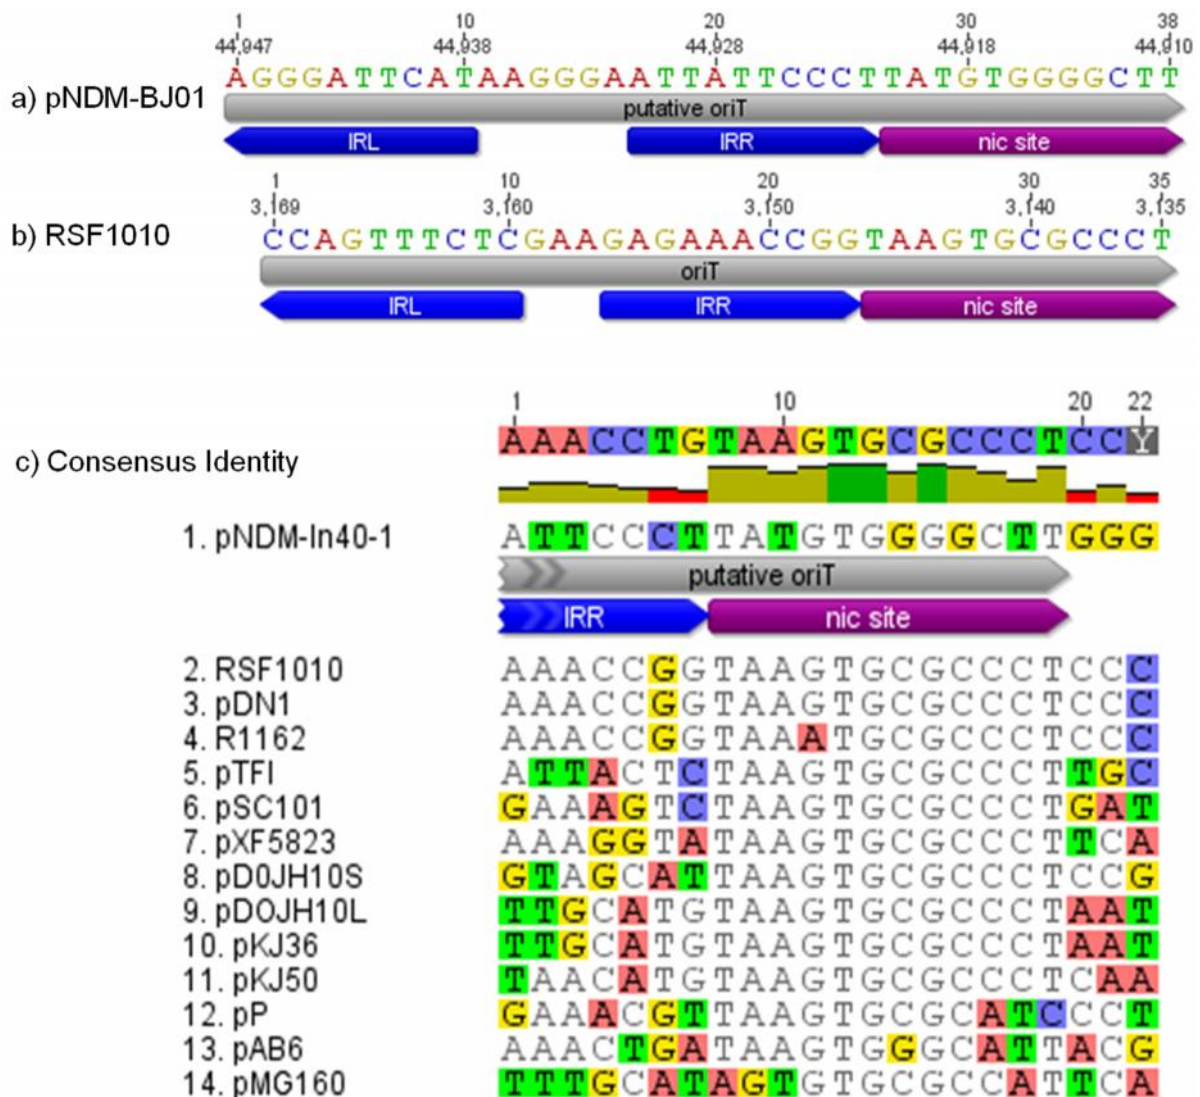 1 10 20 30 38
44,947 44,938 44,928 44,918 44,910
a) pNDM-BJ01 AGGGATTCATAAGGGAATTATTCCCTTATGTGGGGCTT
putative oriT
IRL IRR nic site
1 10 20 30 35
3,169 3,160 3,150 3,140 3,135
b) RSF1010 CCAGTTTCTCGAAGAGAAACCGGTAAGTGCGCCCT
oriT
IRL IRR nic site
1 10 20 22
AAACCTGTAAGTGCGCCCTCCY
c) Consensus Identity
1. pNDM-In40-1 ATTCCCTTATGTGGGGCTTGGG
putative oriT
IRR nic site
2. RSF1010 AAACCGGTAAGTGCGCCCTCCC
3. pDN1 AAACCGGTAAGTGCGCCCTCCC
4. R1162 AAACCGGTAAATGCGCCCTCCC
5. pTFI ATTACTCTAAGTGCGCCCTTGC
6. pSC101 GAAAGTCTAAGTGCGCCCTGAT
7. pXF5823 AAAGGTATAAGTGCGCCCTTCA
8. pD0JH10S GTAGCATTAAGTGCGCCCTCCG
9. pDOJH10L TTGCATGTAAGTGCGCCCTAAT
10. pKJ36 TTGCATGTAAGTGCGCCCTAAT
11. pKJ50 TAACATGTAAGTGCGCCCTCAA
12. pP GAAACGTTAAGTGCGCATCCCT
13. pAB6 AAACTGATAAGTGGGCATTACG
14. pMG160 TTTGCATAGTGTGCGCCATTCA